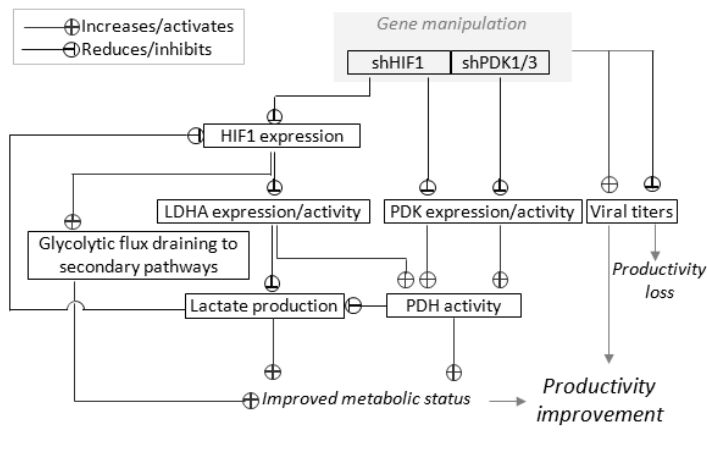 Increases/activates
Reduces/inhibits
Gene manipulation
shHIF1
shPDK1/3
HIF1 expression
LDHA expression/activity
PDK expression/activity
Viral titers
Glycolytic flux draining to
secondary pathways
Productivity
loss
Lactate production
PDH activity
Improved metabolic status
Productivity
improvement